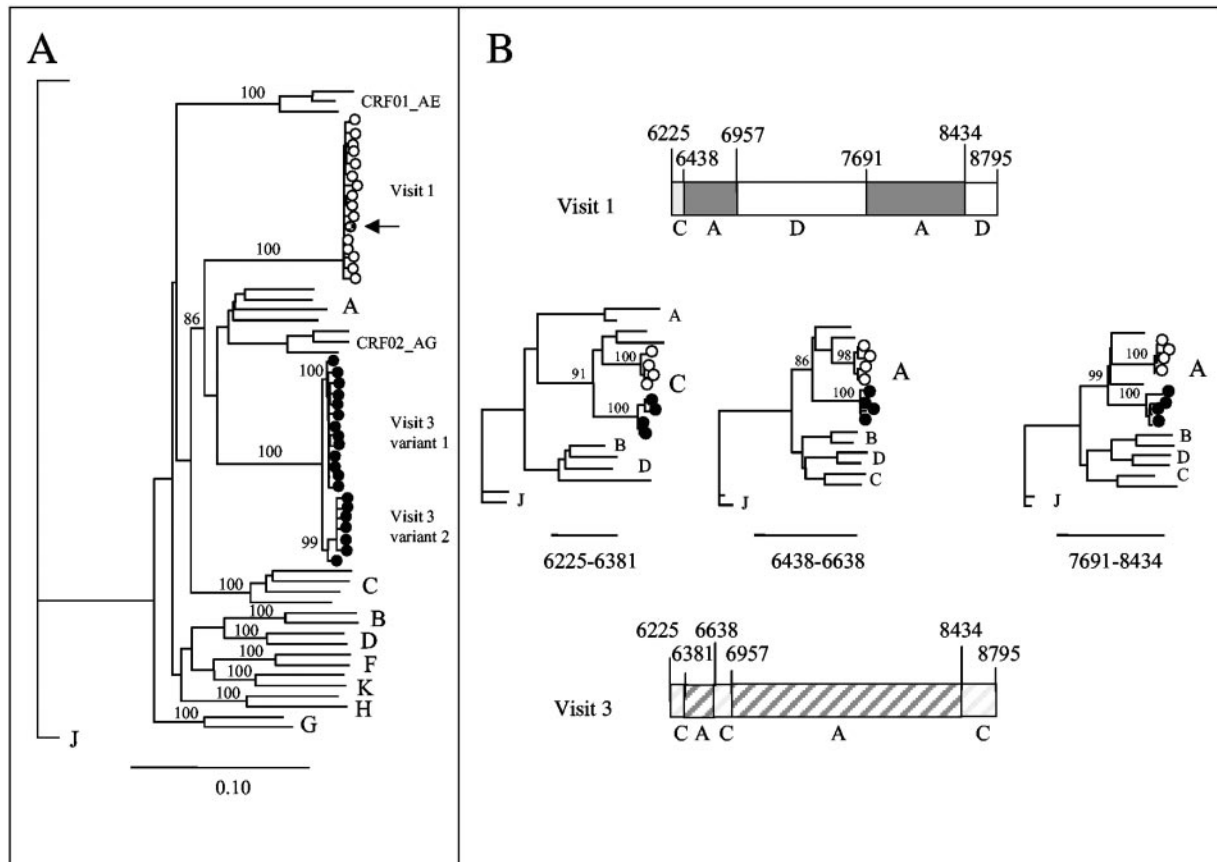 A
100
CRF01_AE
Visit 1
100
A
86
CRF02_AG
100
Visit 3
variant 1
100
Visit 3
variant 2
99
100
C
100
B
100
D
100
F
100
K
100
H
100
G
J
0.10
B
6225 6957 7691 8434
6438 8795
Visit 1
C A D A D
A
100
91
C
100
B
D
J
6225-6381
86
98
A
100
B
D
C
J
6438-6638
100
99
A
100
B
D
C
J
7691-8434
6225 6638 8434
6381 6957 8795
Visit 3
C A C A C